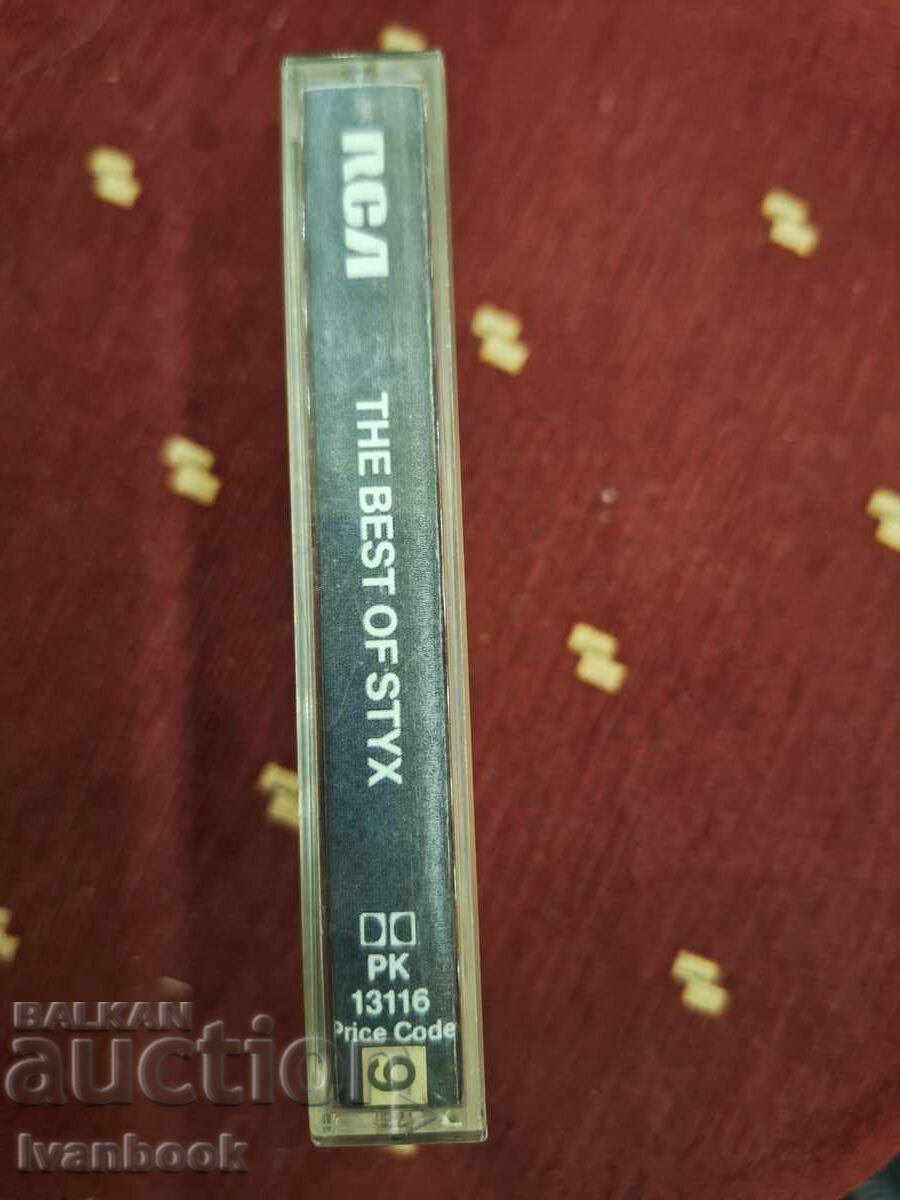 RCA
THE BEST OF STYX
PK
13116
Price Code
9
BALKAN
auction
Ivanbook